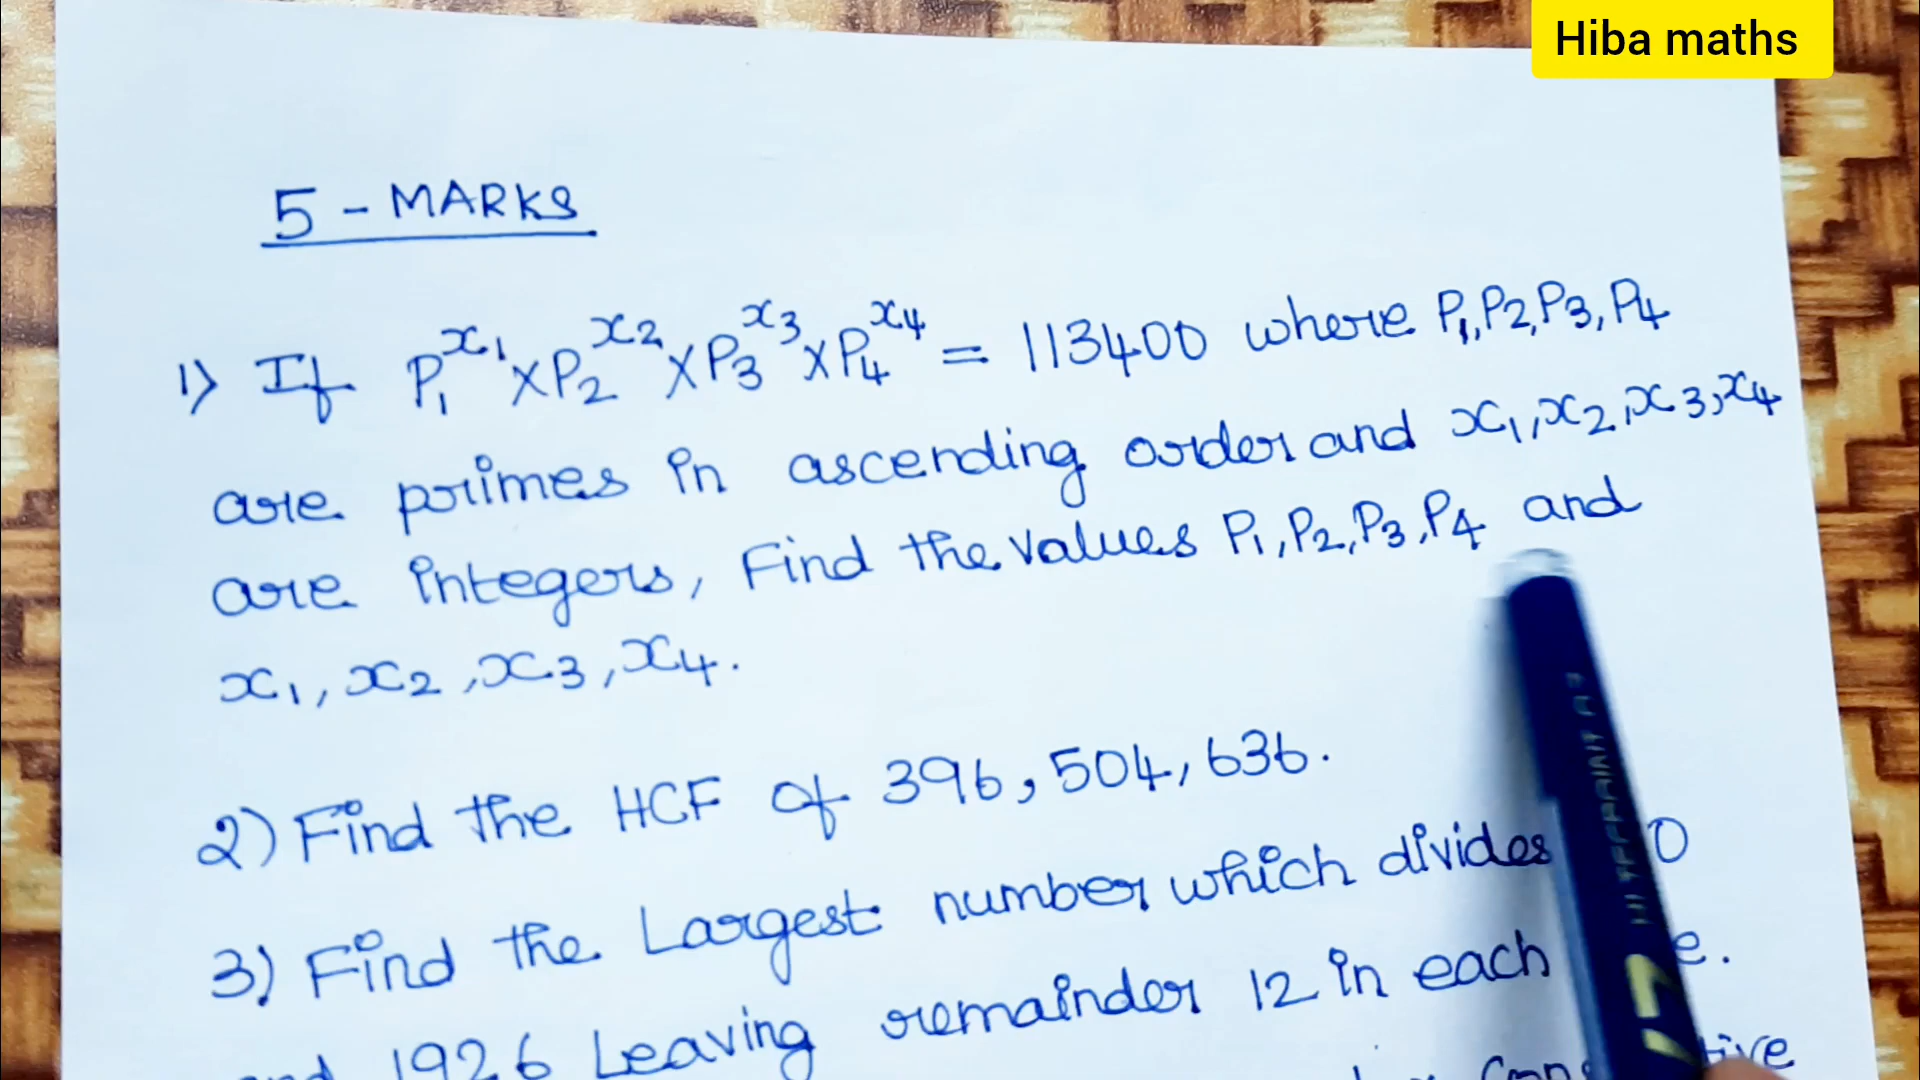 Hiba maths
5 - MARKS
1) If P₁^x₁ × P₂^x₂ × P₃^x₃ × P₄^x₄ = 113400 where P₁, P₂, P₃, P₄
are primes in ascending order and x₁, x₂, x₃, x₄
are integers, Find the values P₁, P₂, P₃, P₄ and
x₁, x₂, x₃, x₄.
2) Find the HCF of 396, 504, 636.
3) Find the Largest number which divides
1926 Leaving remainder 12 in each